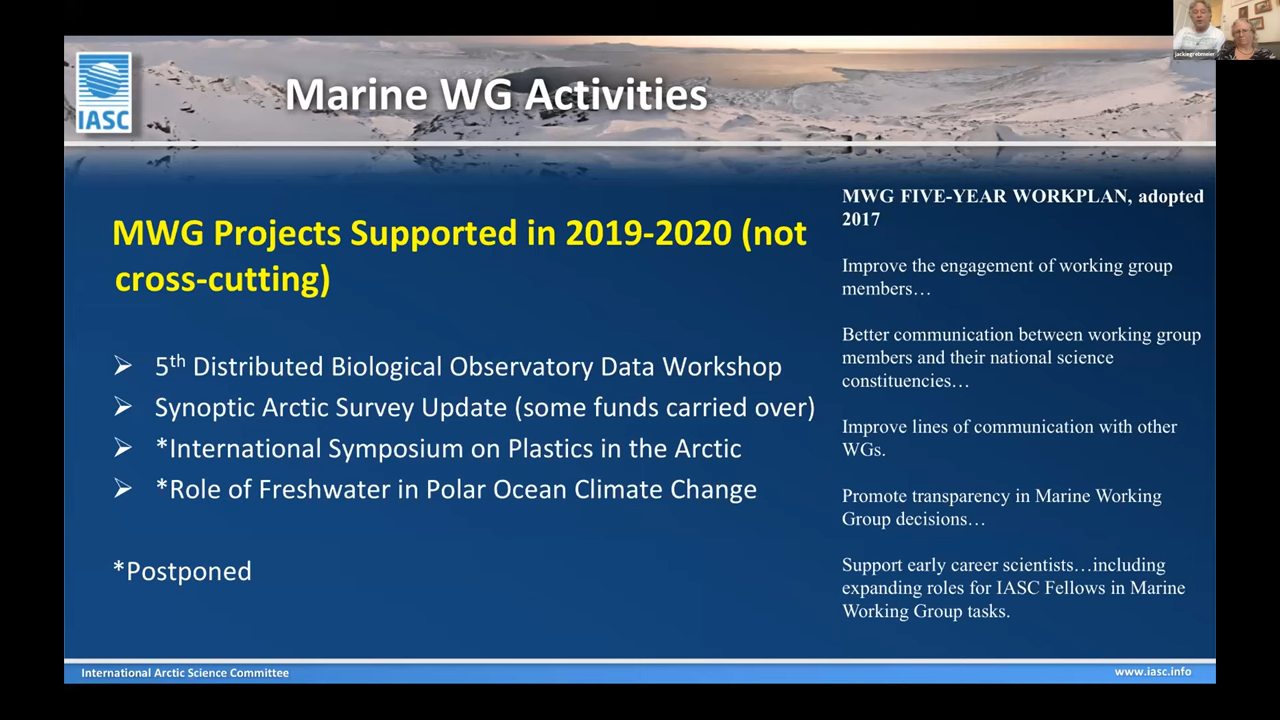 Marine WG Activities
IASC
MWG Projects Supported in 2019-2020 (not
cross-cutting)
➢ 5th Distributed Biological Observatory Data Workshop
➢ Synoptic Arctic Survey Update (some funds carried over)
➢ *International Symposium on Plastics in the Arctic
➢ *Role of Freshwater in Polar Ocean Climate Change
*Postponed
MWG FIVE-YEAR WORKPLAN, adopted
2017
Improve the engagement of working group
members…
Better communication between working group
members and their national science
constituencies…
Improve lines of communication with other
WGs.
Promote transparency in Marine Working
Group decisions…
Support early career scientists…including
expanding roles for IASC Fellows in Marine
Working Group tasks.
International Arctic Science Committee
www.iasc.info
jackiegrebmeier